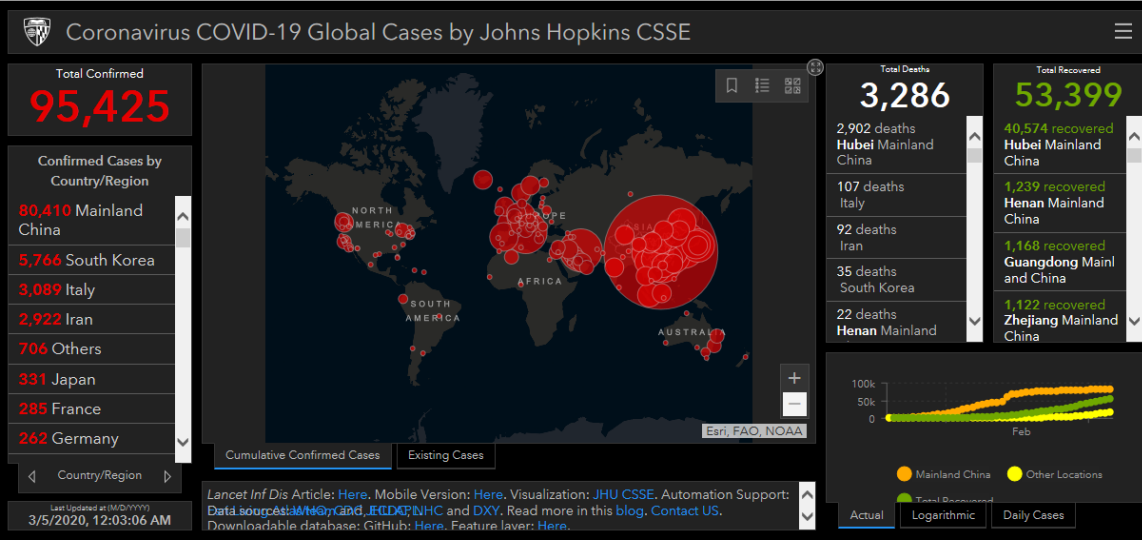 Coronavirus COVID-19 Global Cases by Johns Hopkins CSSE
Total Confirmed
95,425
Confirmed Cases by
Country/Region
80,410 Mainland
China
5,766 South Korea
3,089 Italy
2,922 Iran
706 Others
331 Japan
285 France
262 Germany
Country/Region
Last Updated at (M/D/YYYY)
3/5/2020, 12:03:06 AM
NORTH
AMERICA
EUROPE
ASIA
AFRICA
SOUTH
AMERICA
AUSTRALIA
+
−
Esri, FAO, NOAA
Cumulative Confirmed Cases
Existing Cases
Lancet Inf Dis Article: Here. Mobile Version: Here. Visualization: JHU CSSE. Automation Support:
and DXY. Read more in this blog. Contact US.
Downloadable database: GitHub: Here. Feature layer: Here.
Total Deaths
3,286
2,902 deaths
Hubei Mainland
China
107 deaths
Italy
92 deaths
Iran
35 deaths
South Korea
22 deaths
Henan Mainland
Total Recovered
53,399
40,574 recovered
Hubei Mainland
China
1,239 recovered
Henan Mainland
China
1,168 recovered
Guangdong Mainl
and China
1,122 recovered
Zhejiang Mainland
China
100k
50k
0
Feb
Mainland China
Other Locations
Total Recovered
Actual
Logarithmic
Daily Cases